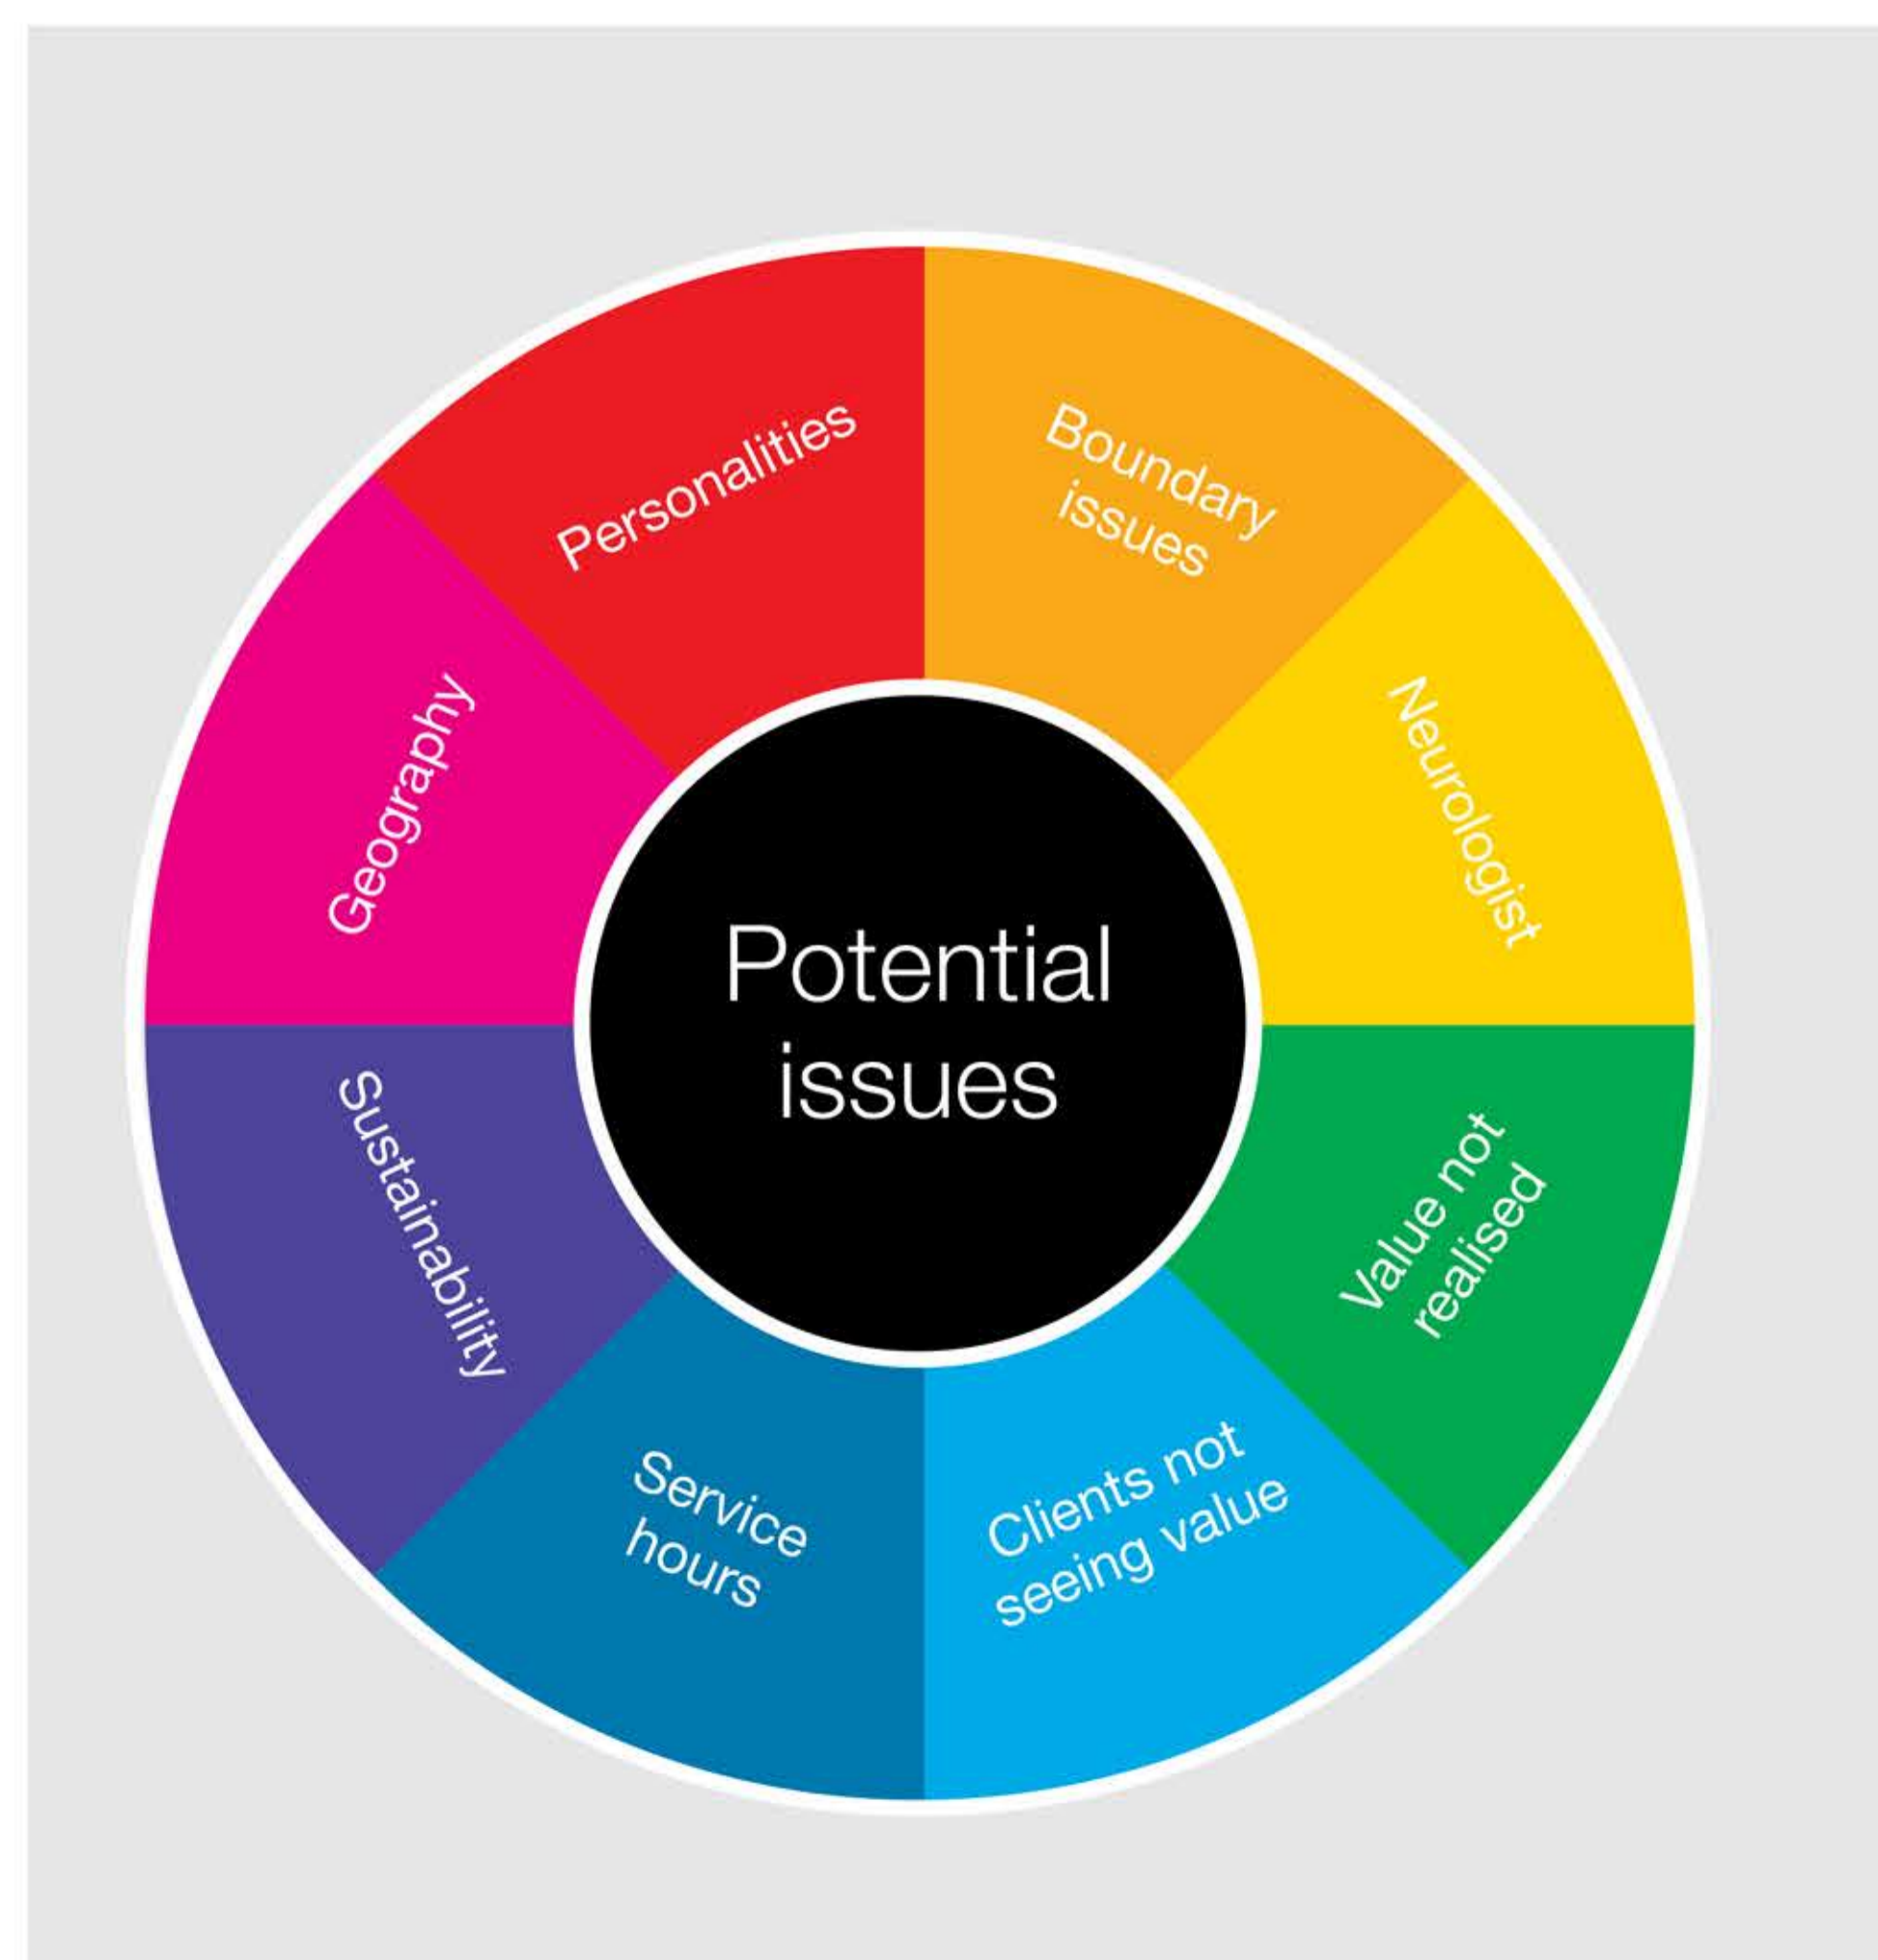 Potential
issues
Boundary
issues
Neurologist
Value not
realised
Clients not
seeing value
Service
hours
Sustainability
Geography
Personalities